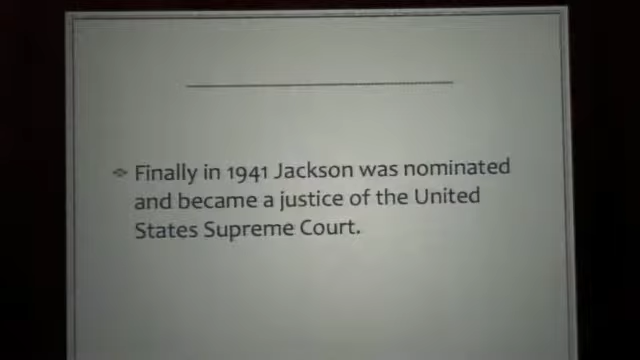 Finally in 1941 Jackson was nominated
and became a justice of the United
States Supreme Court.